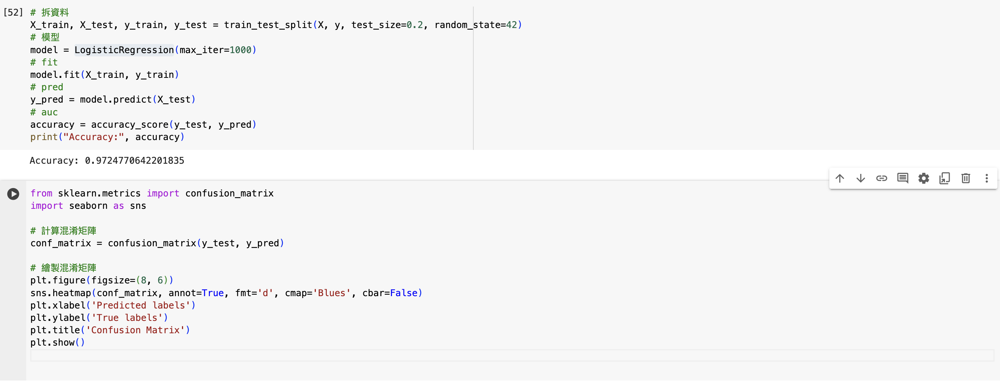 [52] # 拆資料
X_train, X_test, y_train, y_test = train_test_split(X, y, test_size=0.2, random_state=42)
# 模型
model = LogisticRegression(max_iter=1000)
# fit
model.fit(X_train, y_train)
# pred
y_pred = model.predict(X_test)
# auc
accuracy = accuracy_score(y_test, y_pred)
print("Accuracy:", accuracy)
Accuracy: 0.9724770642201835
from sklearn.metrics import confusion_matrix
import seaborn as sns
# 計算混淆矩陣
conf_matrix = confusion_matrix(y_test, y_pred)
# 繪製混淆矩陣
plt.figure(figsize=(8, 6))
sns.heatmap(conf_matrix, annot=True, fmt='d', cmap='Blues', cbar=False)
plt.xlabel('Predicted labels')
plt.ylabel('True labels')
plt.title('Confusion Matrix')
plt.show()